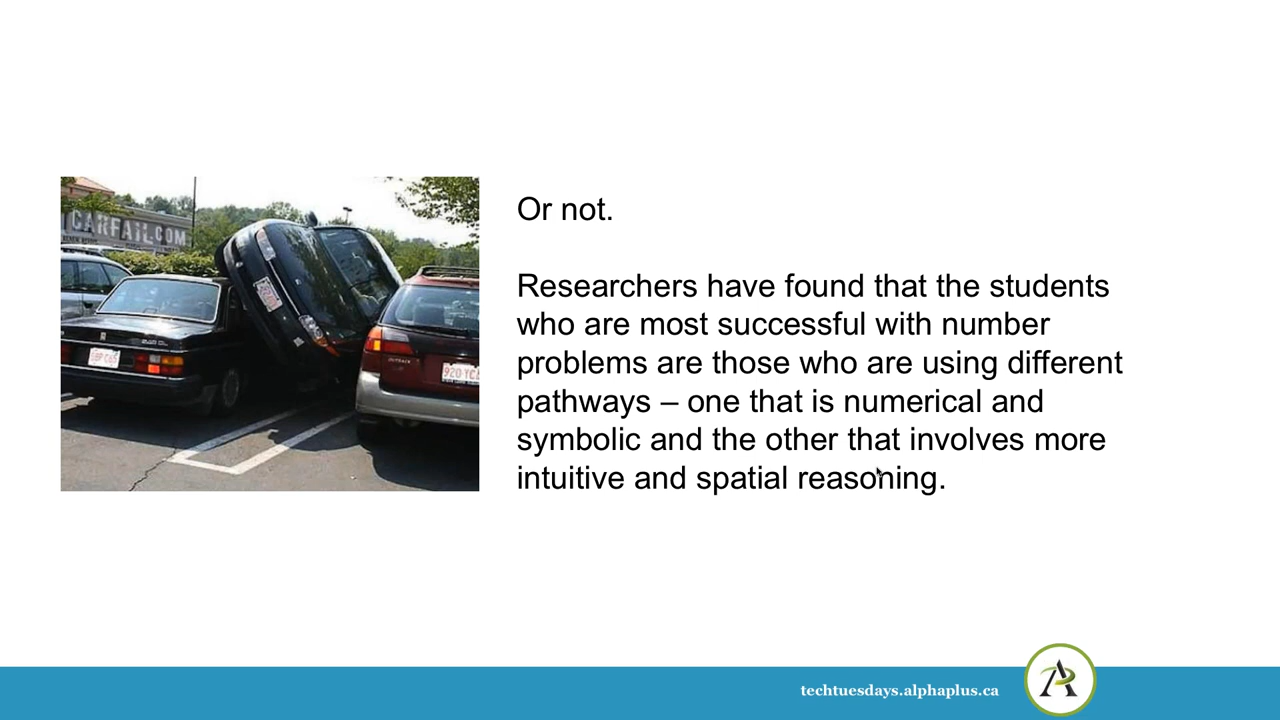 CARFAIL.COM
Or not.
Researchers have found that the students
who are most successful with number
problems are those who are using different
pathways – one that is numerical and
symbolic and the other that involves more
intuitive and spatial reasoning.
OUTBACK
techtuesdays.alphaplus.ca